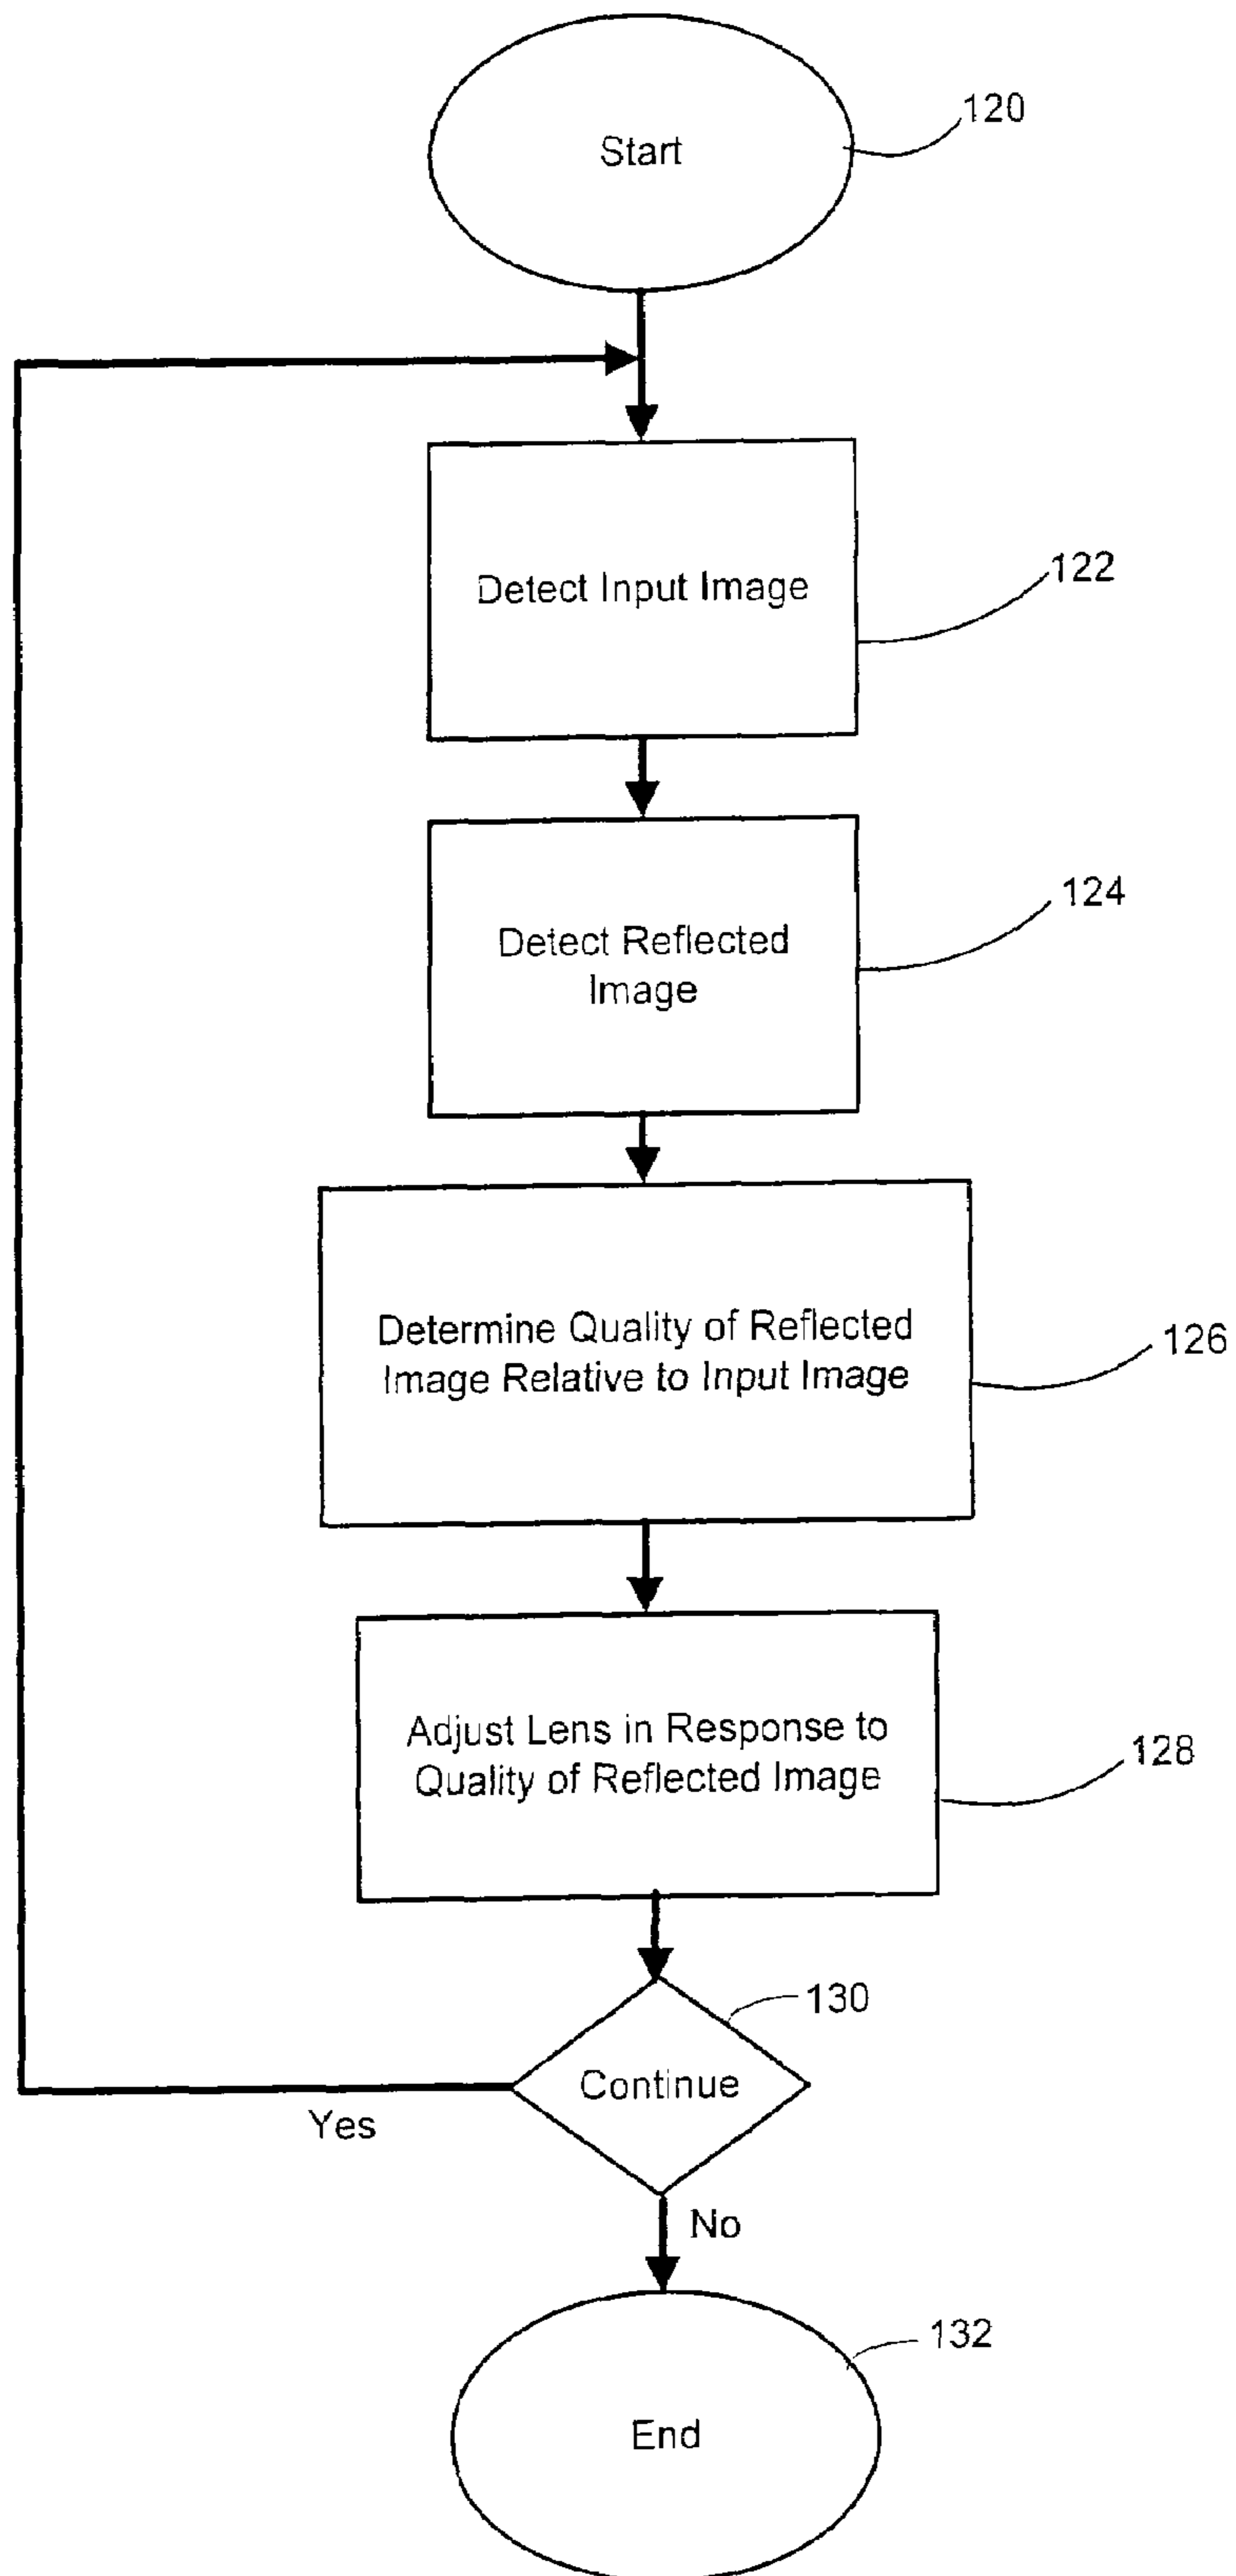 Start
120
Detect Input Image
122
Detect Reflected
Image
124
Determine Quality of Reflected
Image Relative to Input Image
126
Adjust Lens in Response to
Quality of Reflected Image
128
130
Continue
Yes
No
132
End